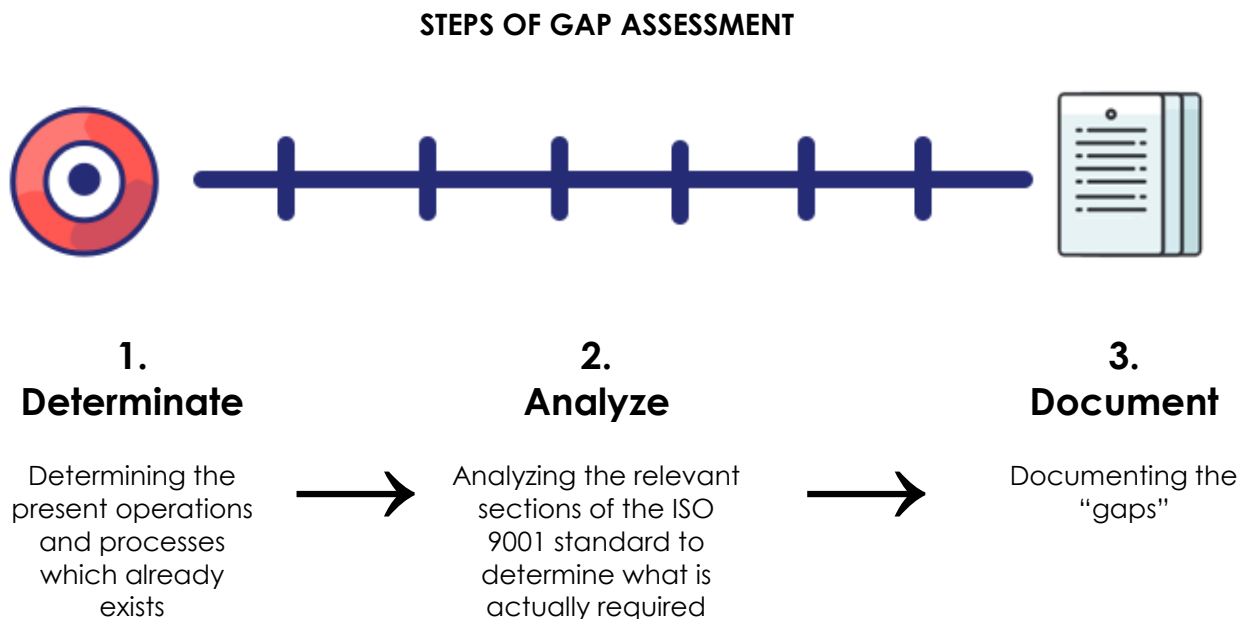 STEPS OF GAP ASSESSMENT
1.
Determinate
Determining the
present operations
and processes
which already
exists
2.
Analyze
Analyzing the relevant
sections of the ISO
9001 standard to
determine what is
actually required
3.
Document
Documenting the
“gaps”